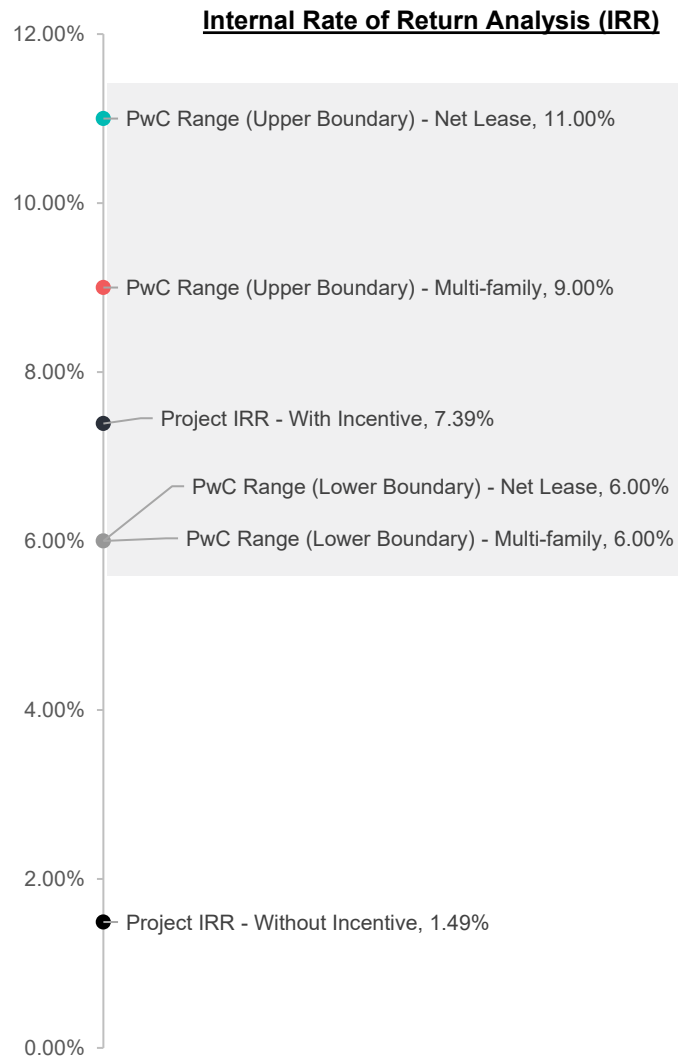 Internal Rate of Return Analysis (IRR)
12.00%
PwC Range (Upper Boundary) - Net Lease, 11.00%
10.00%
PwC Range (Upper Boundary) - Multi-family, 9.00%
8.00%
Project IRR - With Incentive, 7.39%
PwC Range (Lower Boundary) - Net Lease, 6.00%
6.00%
PwC Range (Lower Boundary) - Multi-family, 6.00%
4.00%
2.00%
Project IRR - Without Incentive, 1.49%
0.00%